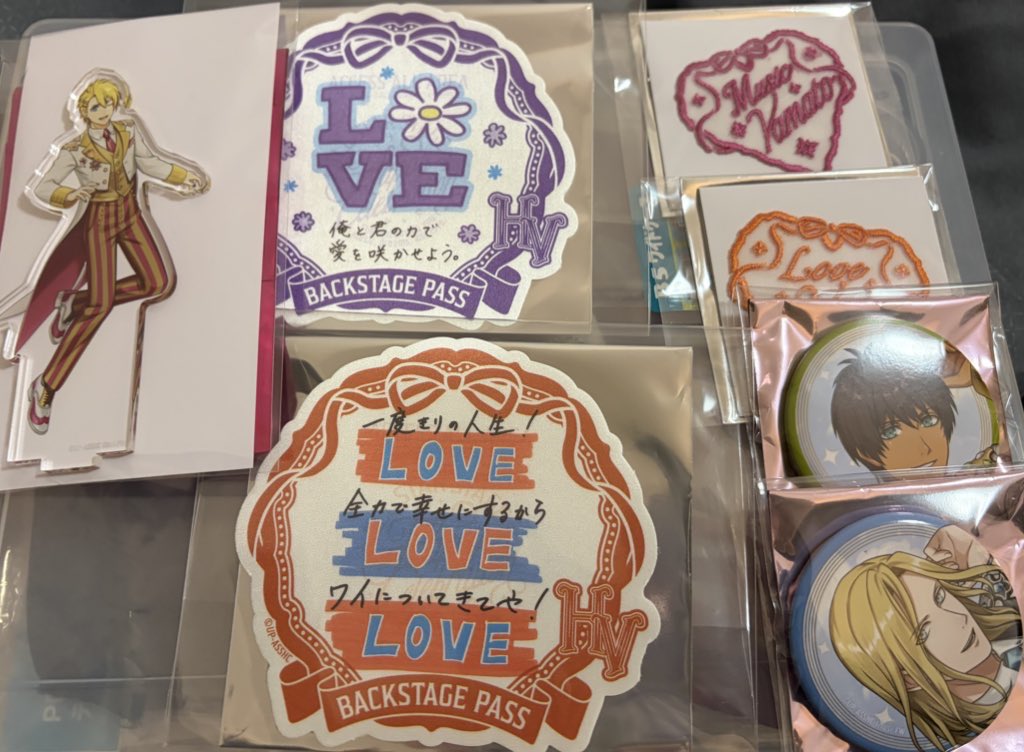 LOVE
俺と君の力で
愛を咲かせよう。
HV
BACKSTAGE PASS
Music
Yamato
Love
一度きりの人生！
LOVE
全力で幸せにするから
LOVE
ワイについてきてや！
LOVE
HV
©UP-ASSHC
BACKSTAGE PASS